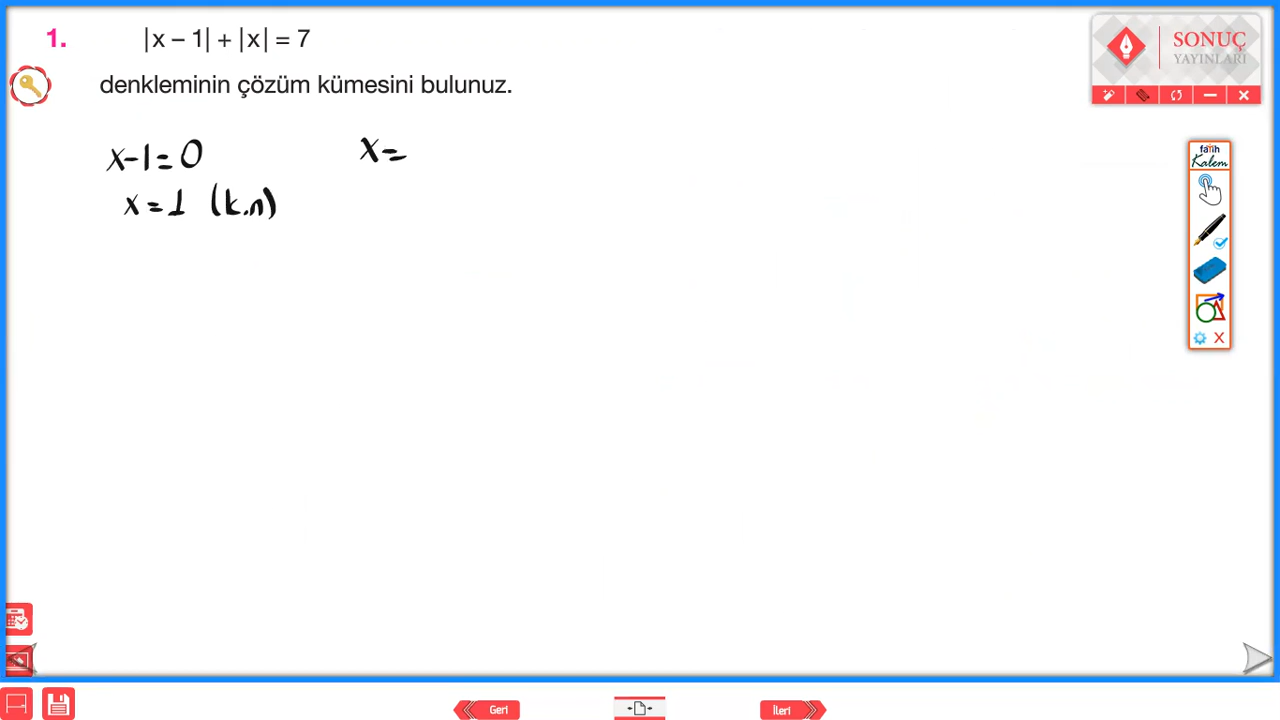 1. |x – 1| + |x| = 7
denkleminin çözüm kümesini bulunuz.
x-1=0
x=
x=1 (k.n)
SONUÇ
YAYINLARI
fatih
Kalem
X
Geri
İleri